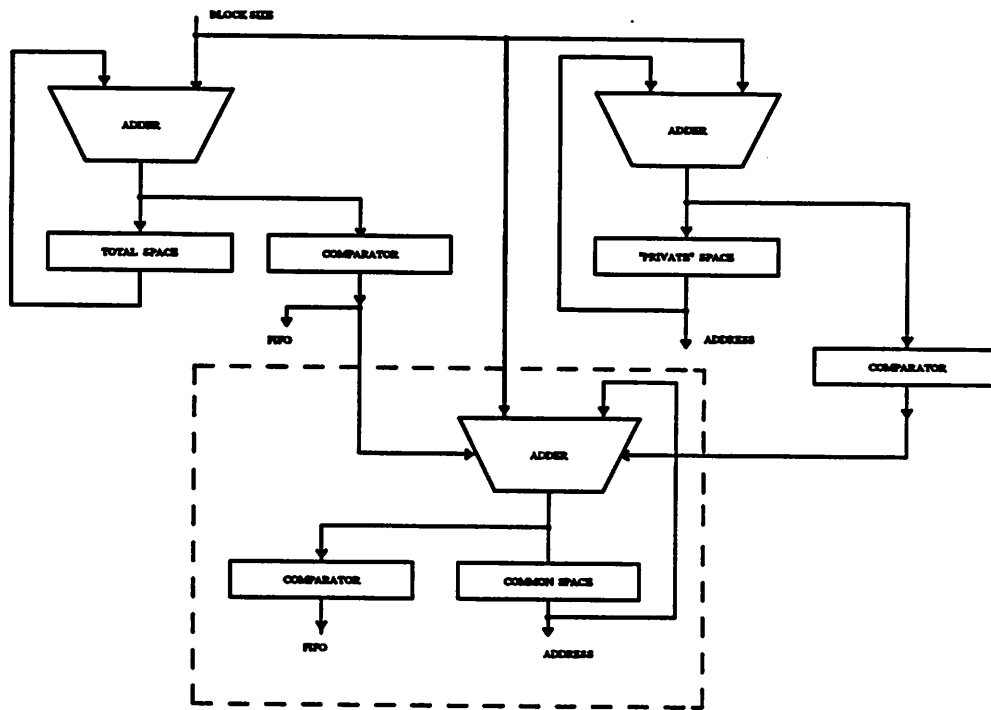 BLOCK SIZE
ADDER
ADDER
TOTAL SPACE
COMPARATOR
"PRIVATE" SPACE
FIFO
ADDRESS
COMPARATOR
ADDER
COMPARATOR
COMMON SPACE
FIFO
ADDRESS